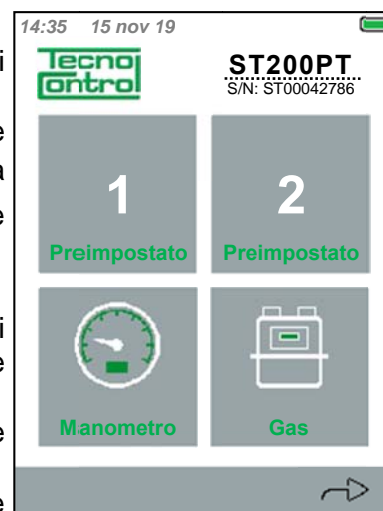 14:35 15 nov 19
Tecno
Control
ST200PT
S/N: ST00042786
1
2
Preimpostato
Preimpostato
Manometro
Gas
i
e
a
e
i
e
e
e